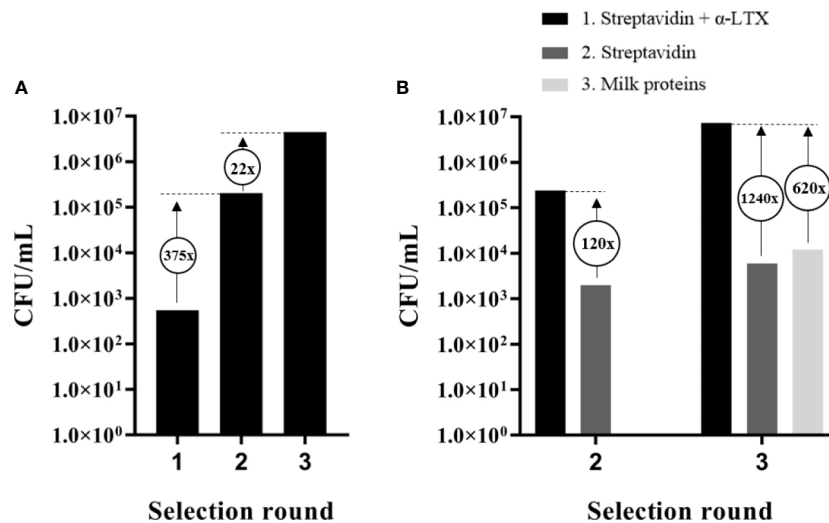 1. Streptavidin + α-LTX
2. Streptavidin
3. Milk proteins
A
CFU/mL
1.0×10⁷
1.0×10⁶
1.0×10⁵
1.0×10⁴
1.0×10³
1.0×10²
1.0×10¹
1.0×10⁰
375x
22x
1 2 3
Selection round
B
CFU/mL
1.0×10⁷
1.0×10⁶
1.0×10⁵
1.0×10⁴
1.0×10³
1.0×10²
1.0×10¹
1.0×10⁰
120x
1240x
620x
2 3
Selection round